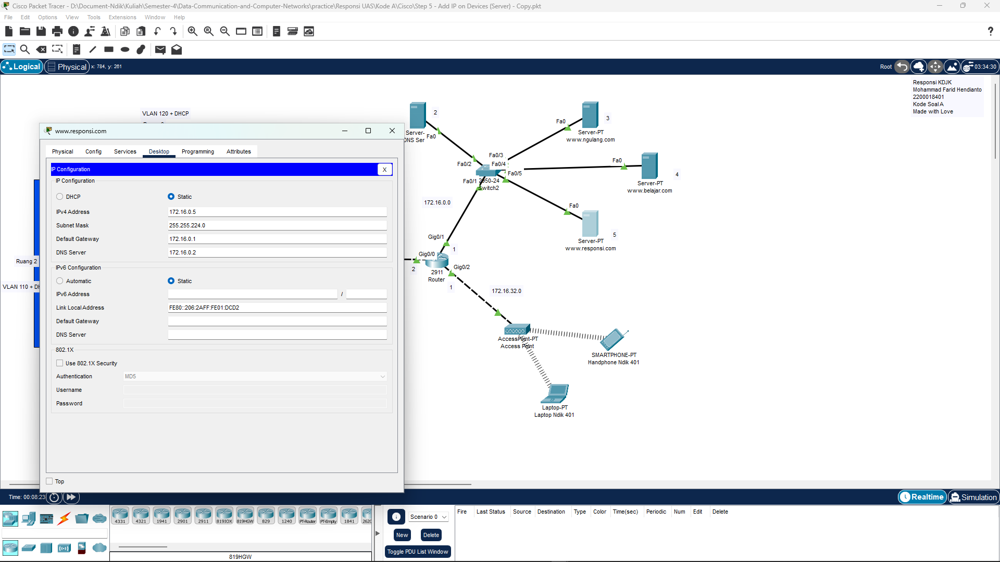 Cisco Packet Tracer - D:\Document-Ndik\Kuliah\Semester-4\Data-Communication-and-Computer-Networks\practice\Responsi UAS\Kode A\Cisco\Step 5 - Add IP on Devices (Server) - Copy.pkt
File Edit Options View Tools Extensions Window Help
Logical Physical x: 784, y: 261 Root 03:34:30
Responsi KDJK
Mohammad Farid Hendianto
2200018401
Kode Soal A
Made with Love
VLAN 120 + DHCP
www.responsi.com
Physical Config Services Desktop Programming Attributes
IP Configuration X
IP Configuration
DHCP Static
IPv4 Address 172.16.0.5
Subnet Mask 255.255.224.0
Default Gateway 172.16.0.1
DNS Server 172.16.0.2
IPv6 Configuration
Automatic Static
IPv6 Address /
Link Local Address FE80::206:2AFF:FE01:DCD2
Default Gateway
DNS Server
802.1X
Use 802.1X Security
Authentication MD5
Username
Password
Top
Ruang 2
VLAN 110 + DH
2
Server-
DNS Ser
Fa0
Fa0
3
Server-PT
www.ngulang.com
Fa0/3
Fa0/2
Fa0/4
Fa0/5
Fa0/1
2950-24
Switch2
Fa0
4
Server-PT
www.belajar.com
172.16.0.0
Fa0
5
Server-PT
www.responsi.com
Gig0/1
1
Gig0/0
2
2911
Router
Gig0/2
1
172.16.32.0
AccessPoint-PT
Access Point
SMARTPHONE-PT
Handphone Ndik 401
Laptop-PT
Laptop Ndik 401
Time: 00:08:23 Realtime Simulation
4331 4321 1941 2901 2911 819IOX 819HGW 829 1240 PT-Router PT-Empty 1841 2620
819HGW
Scenario 0
New Delete
Toggle PDU List Window
Fire Last Status Source Destination Type Color Time(sec) Periodic Num Edit Delete